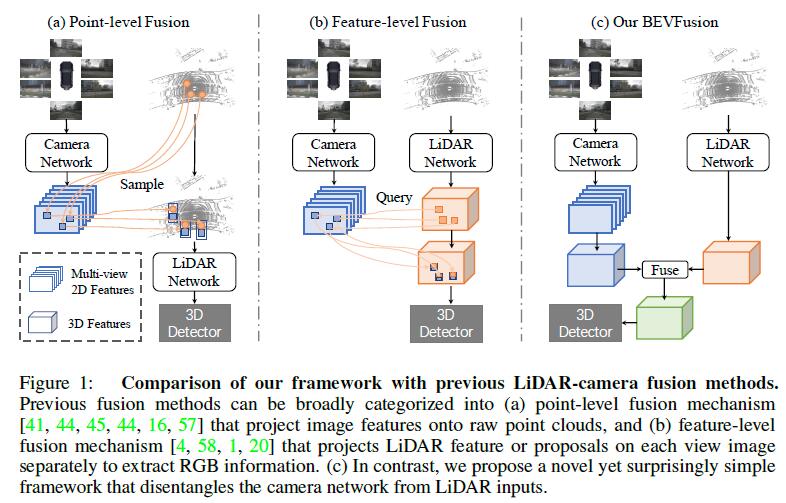 (a) Point-level Fusion
(b) Feature-level Fusion
(c) Our BEVFusion
Camera
Network
Sample
LiDAR
Network
3D
Detector
Multi-view
2D Features
3D Features
Camera
Network
LiDAR
Network
Query
3D
Detector
Camera
Network
LiDAR
Network
Fuse
3D
Detector
Figure 1: Comparison of our framework with previous LiDAR-camera fusion methods.
Previous fusion methods can be broadly categorized into (a) point-level fusion mechanism
[41, 44, 45, 44, 16, 57] that project image features onto raw point clouds, and (b) feature-level
fusion mechanism [4, 58, 1, 20] that projects LiDAR feature or proposals on each view image
separately to extract RGB information. (c) In contrast, we propose a novel yet surprisingly simple
framework that disentangles the camera network from LiDAR inputs.